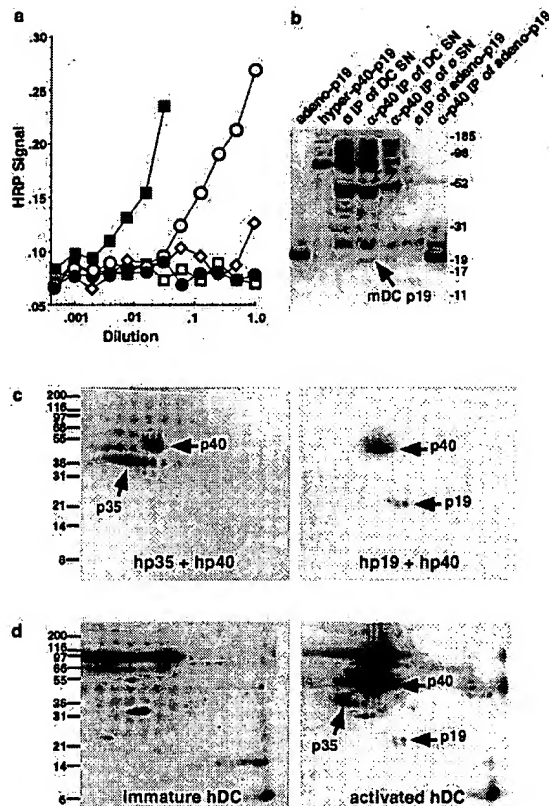 a
.30
.25
.20
.15
.10
.05
HRP Signal
.001
.01
.1
1.0
Dilution
b
adeno-p19
hyper-p40-p19
ø IP of DC SN
α-p40 IP of DC SN
α-p40 IP of ø SN
ø IP of adeno-p19
α-p40 IP of adeno-p19
-185
-98
-52
-31
-19
-17
-11
mDC p19
c
200
116
97
66
55
36
31
21
14
6
p40
p35
hp35 + hp40
p40
p19
hp19 + hp40
d
200
116
97
66
55
36
31
21
14
6
Immature hDC
p40
p35
p19
activated hDC